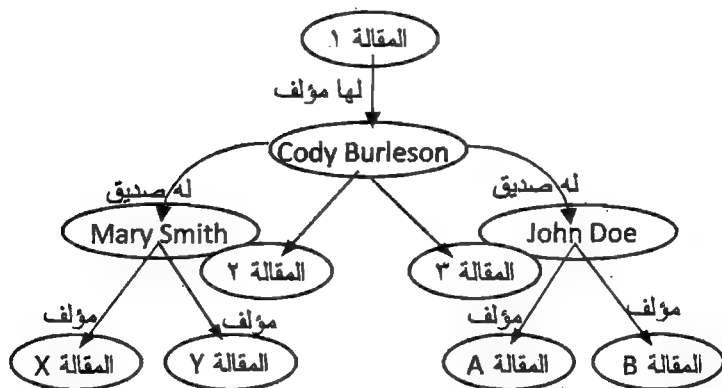 المقالة ١
لها مؤلف
Cody Burleson
له صديق
له صديق
Mary Smith
John Doe
المقالة ٢
المقالة ٣
مؤلف
مؤلف
مؤلف
مؤلف
المقالة X
المقالة Y
المقالة A
المقالة B